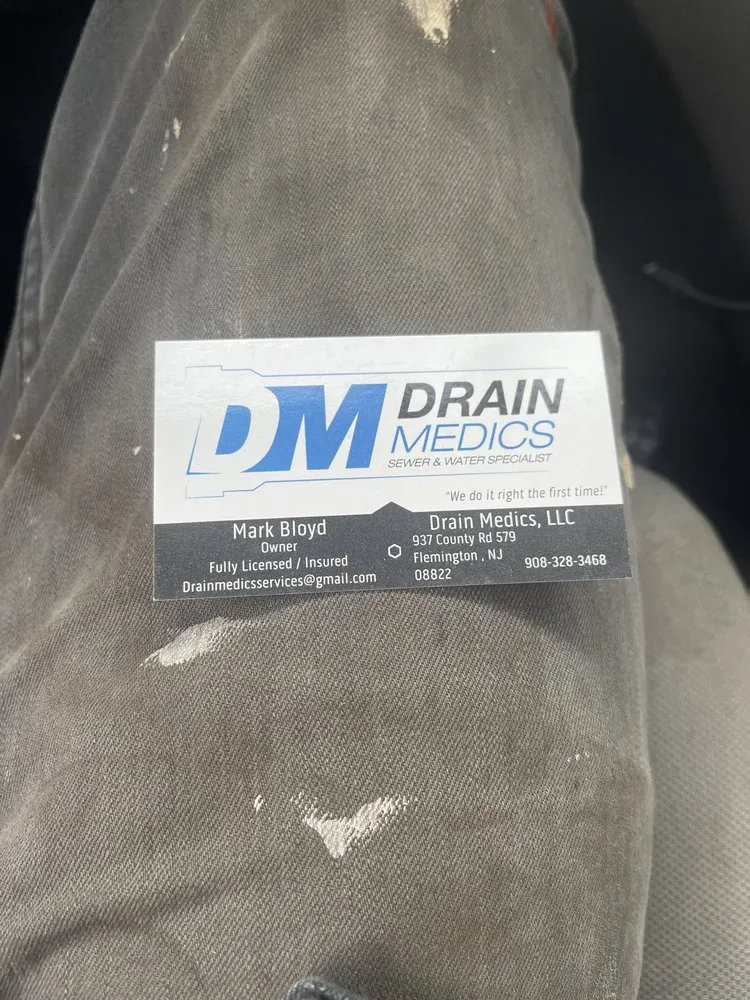 DM
DRAIN
MEDICS
SEWER & WATER SPECIALIST
"We do it right the first time!"
Mark Bloyd
Owner
Fully Licensed / Insured
Drainmedicsservices@gmail.com
Drain Medics, LLC
937 County Rd 579
Flemington , NJ
08822
908-328-3468